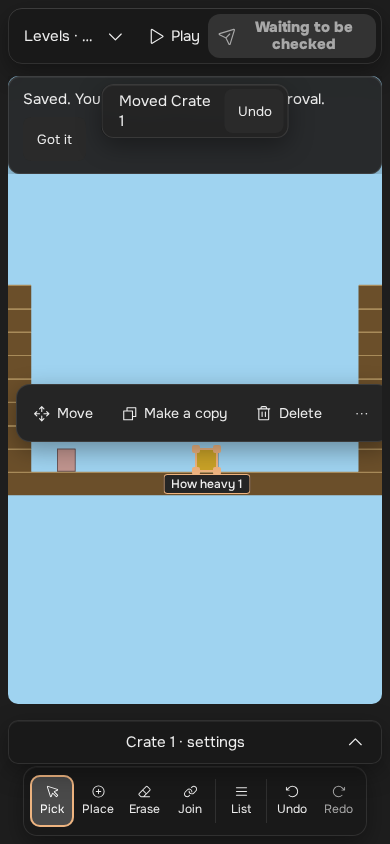 Levels · ...
Play
Waiting to be
checked
Saved. You
roval.
Moved Crate
1
Undo
Got it
Move
Make a copy
Delete
...
How heavy 1
Crate 1 · settings
Pick
Place
Erase
Join
List
Undo
Redo